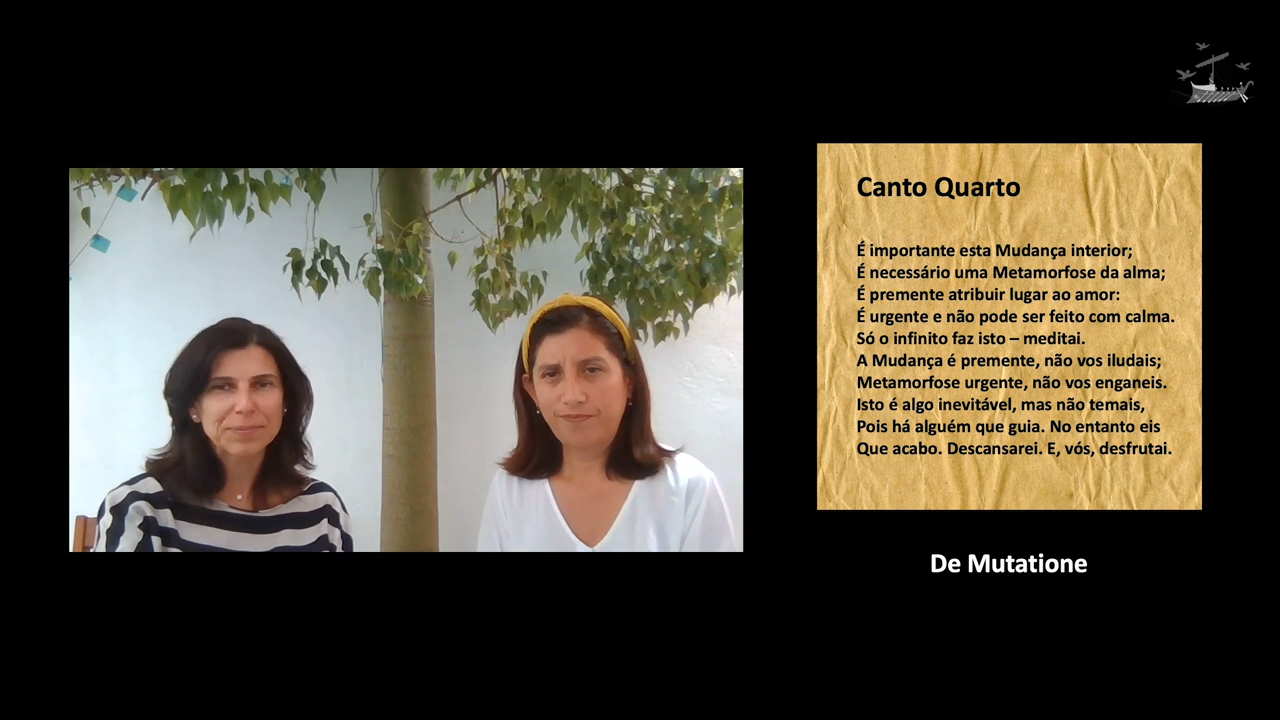 Canto Quarto
É importante esta Mudança interior;
É necessário uma Metamorfose da alma;
É premente atribuir lugar ao amor:
É urgente e não pode ser feito com calma.
Só o infinito faz isto – meditai.
A Mudança é premente, não vos iludais;
Metamorfose urgente, não vos enganeis.
Isto é algo inevitável, mas não temais,
Pois há alguém que guia. No entanto eis
Que acabo. Descansarei. E, vós, desfrutai.
De Mutatione